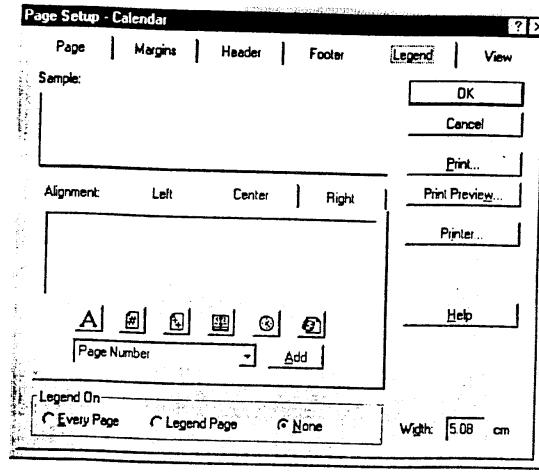 Page Setup - Calendar
Page Margins Header Footer Legend View
Sample:
OK
Cancel
Print...
Alignment: Left Center Right
Print Preview...
Printer...
A
Help
Page Number Add
Legend On
Every Page Legend Page None
Width: 5.08 cm